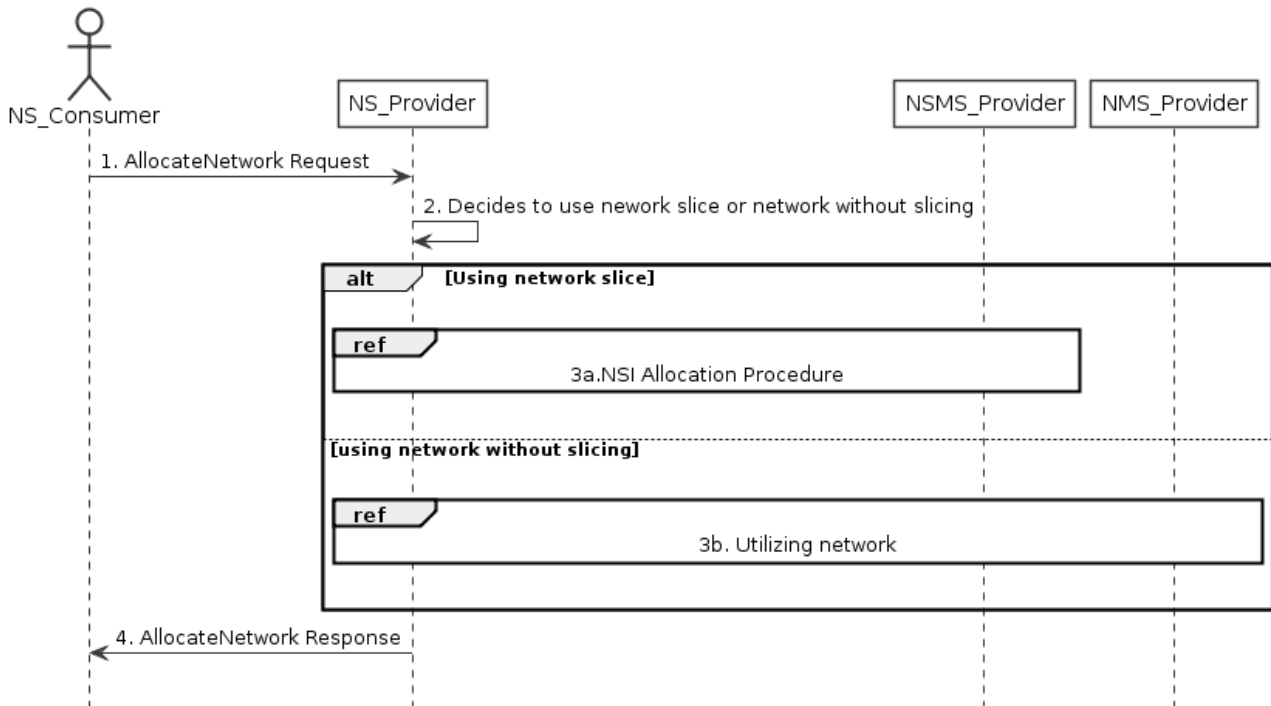 NS_Consumer
NS_Provider
NSMS_Provider
NMS_Provider
1. AllocateNetwork Request
2. Decides to use nework slice or network without slicing
alt
[Using network slice]
ref
3a.NSI Allocation Procedure
[using network without slicing]
ref
3b. Utilizing network
4. AllocateNetwork Response